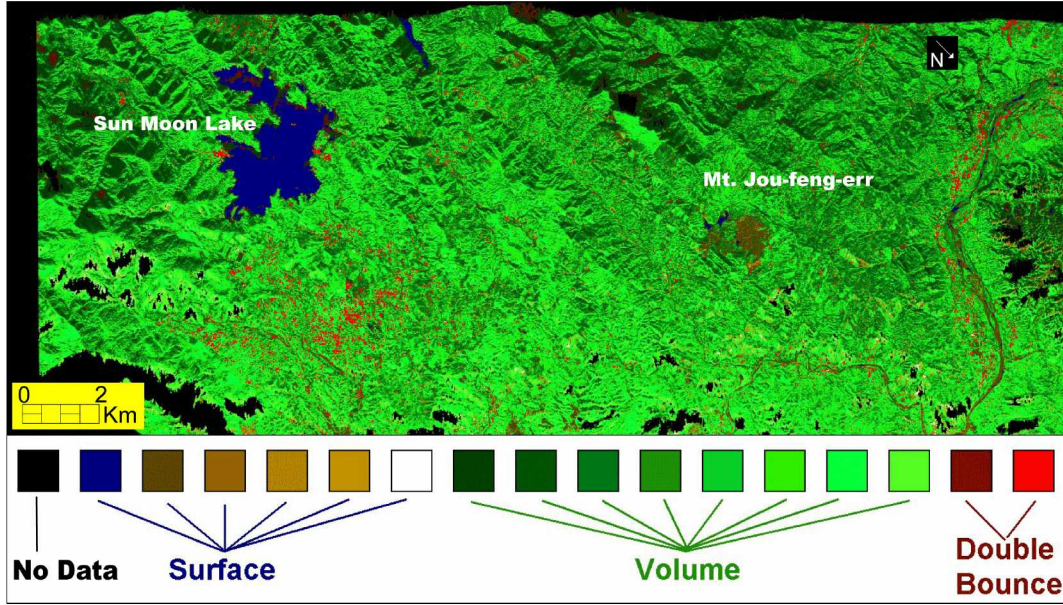 N
Sun Moon Lake
Mt. Jou-feng-err
0 2
Km
No Data
Surface
Volume
Double
Bounce